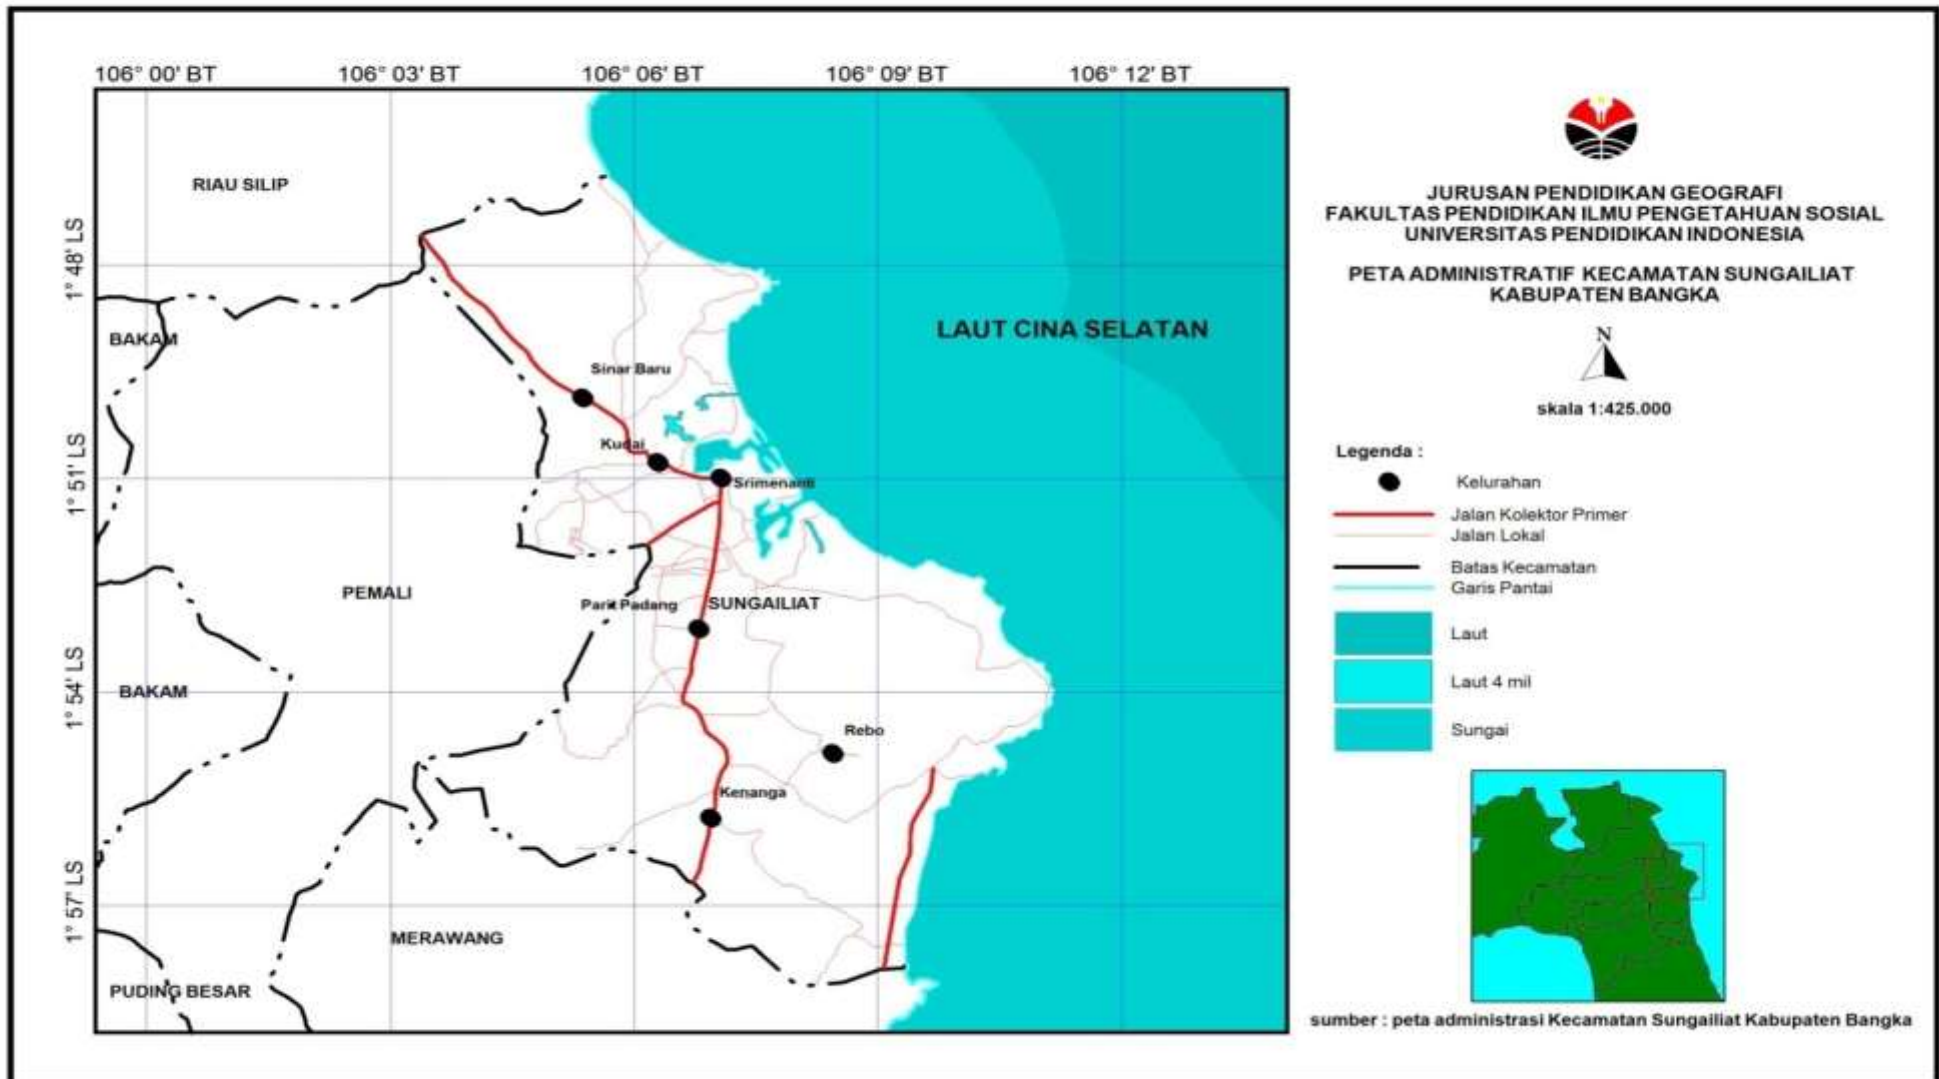 106° 00' BT
106° 03' BT
106° 06' BT
106° 09' BT
106° 12' BT
1° 48' LS
1° 51' LS
1° 54' LS
1° 57' LS
RIAU SILIP
BAKAM
LAUT CINA SELATAN
Sinar Baru
Kudai
Srimenanti
PEMALI
Parit Padang
SUNGAILIAT
BAKAM
Rebo
Kenanga
MERAWANG
PUDING BESAR
JURUSAN PENDIDIKAN GEOGRAFI
FAKULTAS PENDIDIKAN ILMU PENGETAHUAN SOSIAL
UNIVERSITAS PENDIDIKAN INDONESIA
PETA ADMINISTRATIF KECAMATAN SUNGAILIAT
KABUPATEN BANGKA
N
skala 1:425.000
Legenda :
Kelurahan
Jalan Kolektor Primer
Jalan Lokal
Batas Kecamatan
Garis Pantai
Laut
Laut 4 mil
Sungai
sumber : peta administrasi Kecamatan Sungailiat Kabupaten Bangka